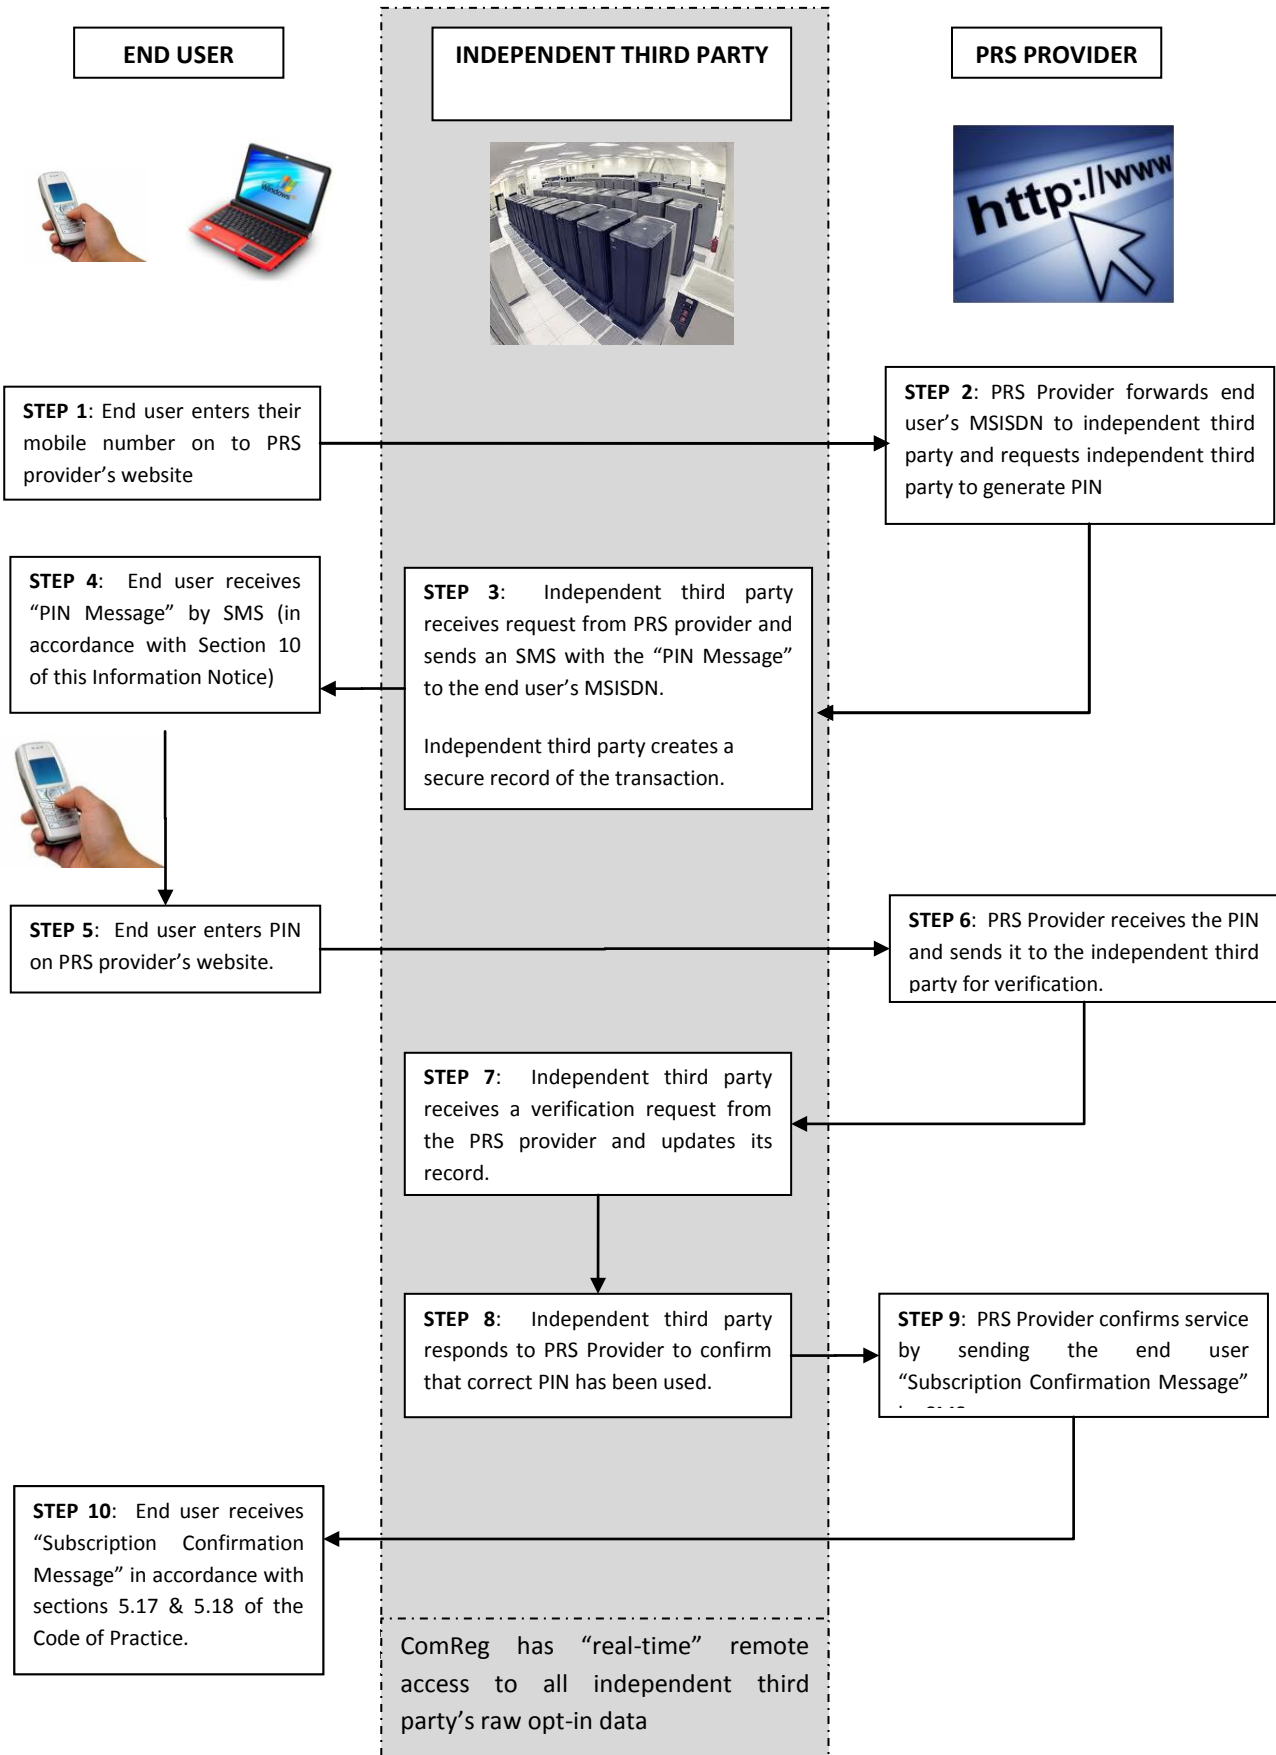 END USER
INDEPENDENT THIRD PARTY
PRS PROVIDER
Windows
http://www
STEP 1: End user enters their
mobile number on to PRS
provider’s website
STEP 2: PRS Provider forwards end
user’s MSISDN to independent third
party and requests independent third
party to generate PIN
STEP 3: Independent third party
receives request from PRS provider and
sends an SMS with the “PIN Message”
to the end user’s MSISDN.
Independent third party creates a
secure record of the transaction.
STEP 4: End user receives
“PIN Message” by SMS (in
accordance with Section 10
of this Information Notice)
STEP 5: End user enters PIN
on PRS provider’s website.
STEP 6: PRS Provider receives the PIN
and sends it to the independent third
party for verification.
STEP 7: Independent third party
receives a verification request from
the PRS provider and updates its
record.
STEP 8: Independent third party
responds to PRS Provider to confirm
that correct PIN has been used.
STEP 9: PRS Provider confirms service
by sending the end user
“Subscription Confirmation Message”
STEP 10: End user receives
“Subscription Confirmation
Message” in accordance with
sections 5.17 & 5.18 of the
Code of Practice.
ComReg has “real-time” remote
access to all independent third
party’s raw opt-in data